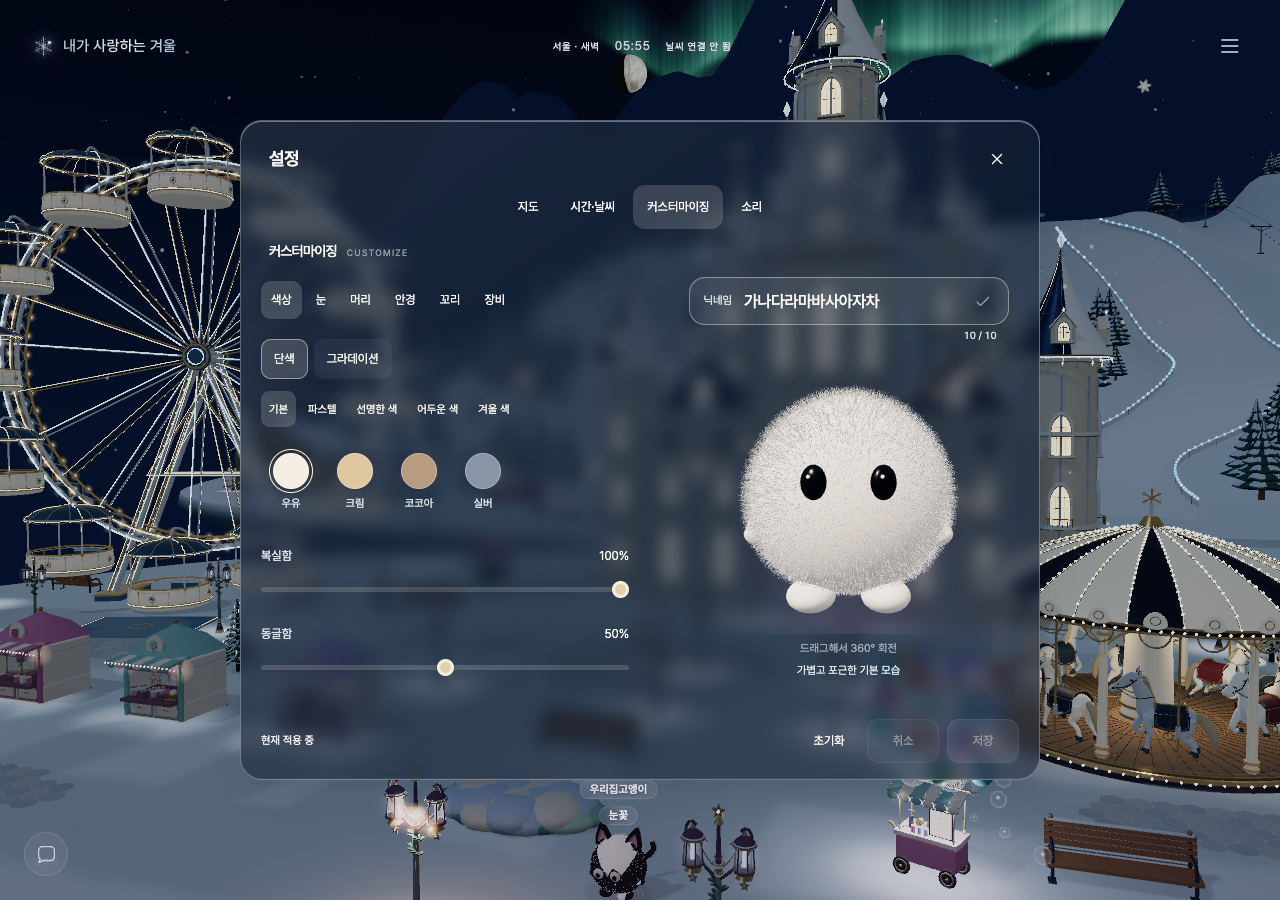 내가 사랑하는 겨울
서울 · 새벽 05:55 날씨 연결 안 됨
설정
지도 시간·날씨 커스터마이징 소리
커스터마이징 CUSTOMIZE
색상 눈 머리 안경 꼬리 장비
닉네임 가나다라마바사아자차
10 / 10
단색 그라데이션
기본 파스텔 선명한 색 어두운 색 겨울 색
우유 크림 코코아 실버
복실함 100%
동글함 50%
드래그해서 360° 회전
가볍고 포근한 기본 모습
현재 적용 중 초기화 취소 저장
우리집고앵이
눈꽃